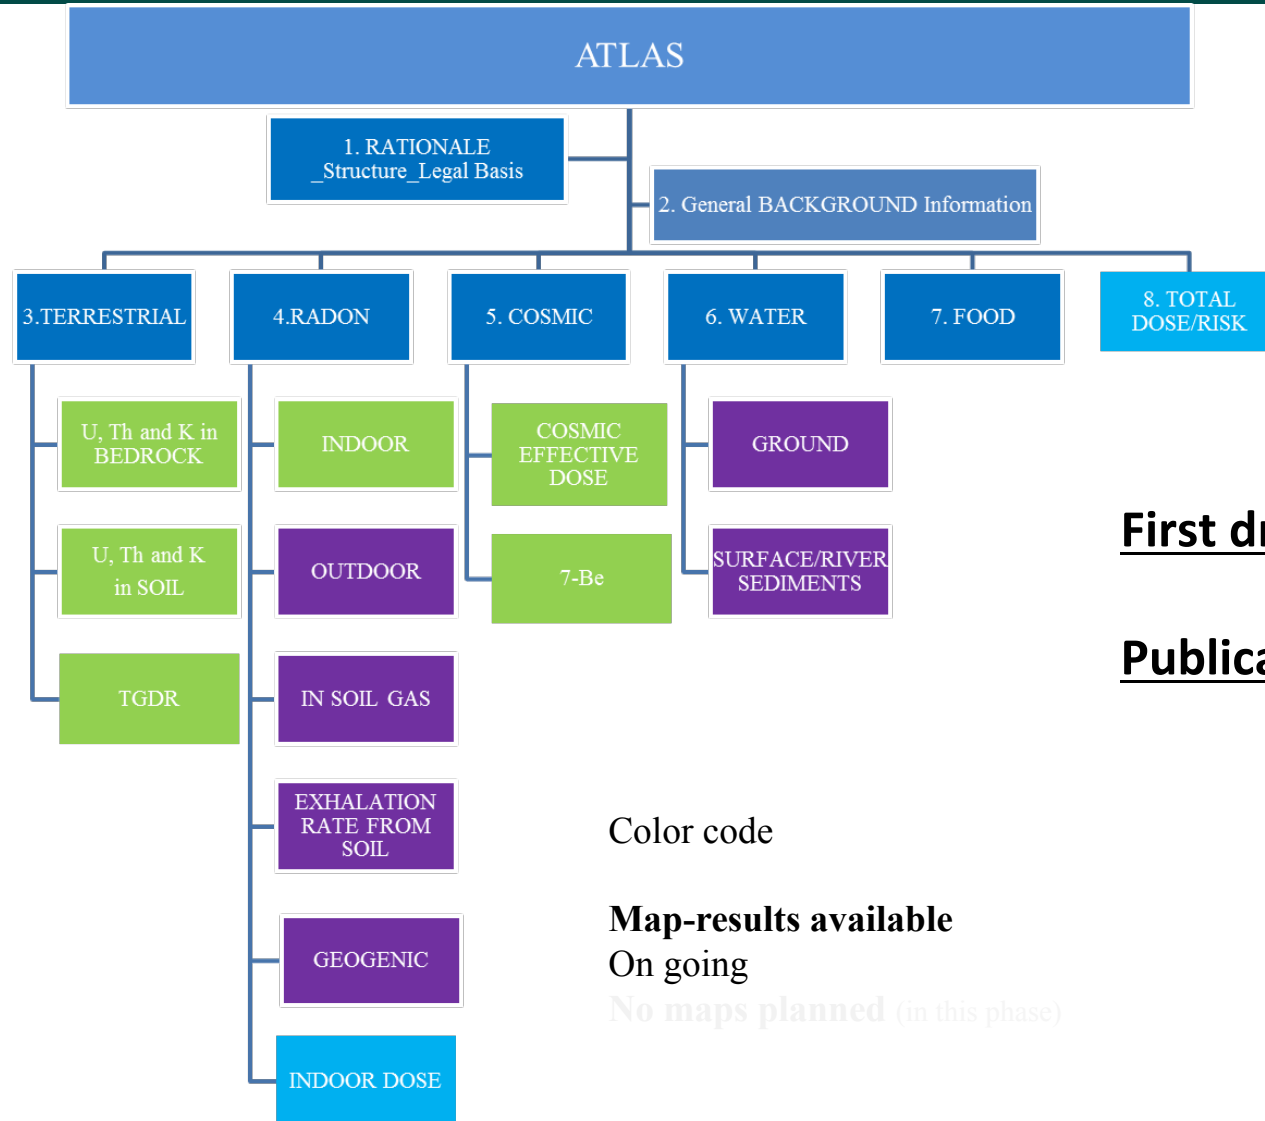 ATLAS
1. RATIONALE
_Structure_Legal Basis
2. General BACKGROUND Information
3.TERRESTRIAL
4.RADON
5. COSMIC
6. WATER
7. FOOD
8. TOTAL
DOSE/RISK
U, Th and K in
BEDROCK
U, Th and K
in SOIL
TGDR
INDOOR
OUTDOOR
IN SOIL GAS
EXHALATION
RATE FROM
SOIL
GEOGENIC
INDOOR DOSE
COSMIC
EFFECTIVE
DOSE
7-Be
GROUND
SURFACE/RIVER
SEDIMENTS
First
Color code
Map-results available
On going
No maps planned (in this phase)